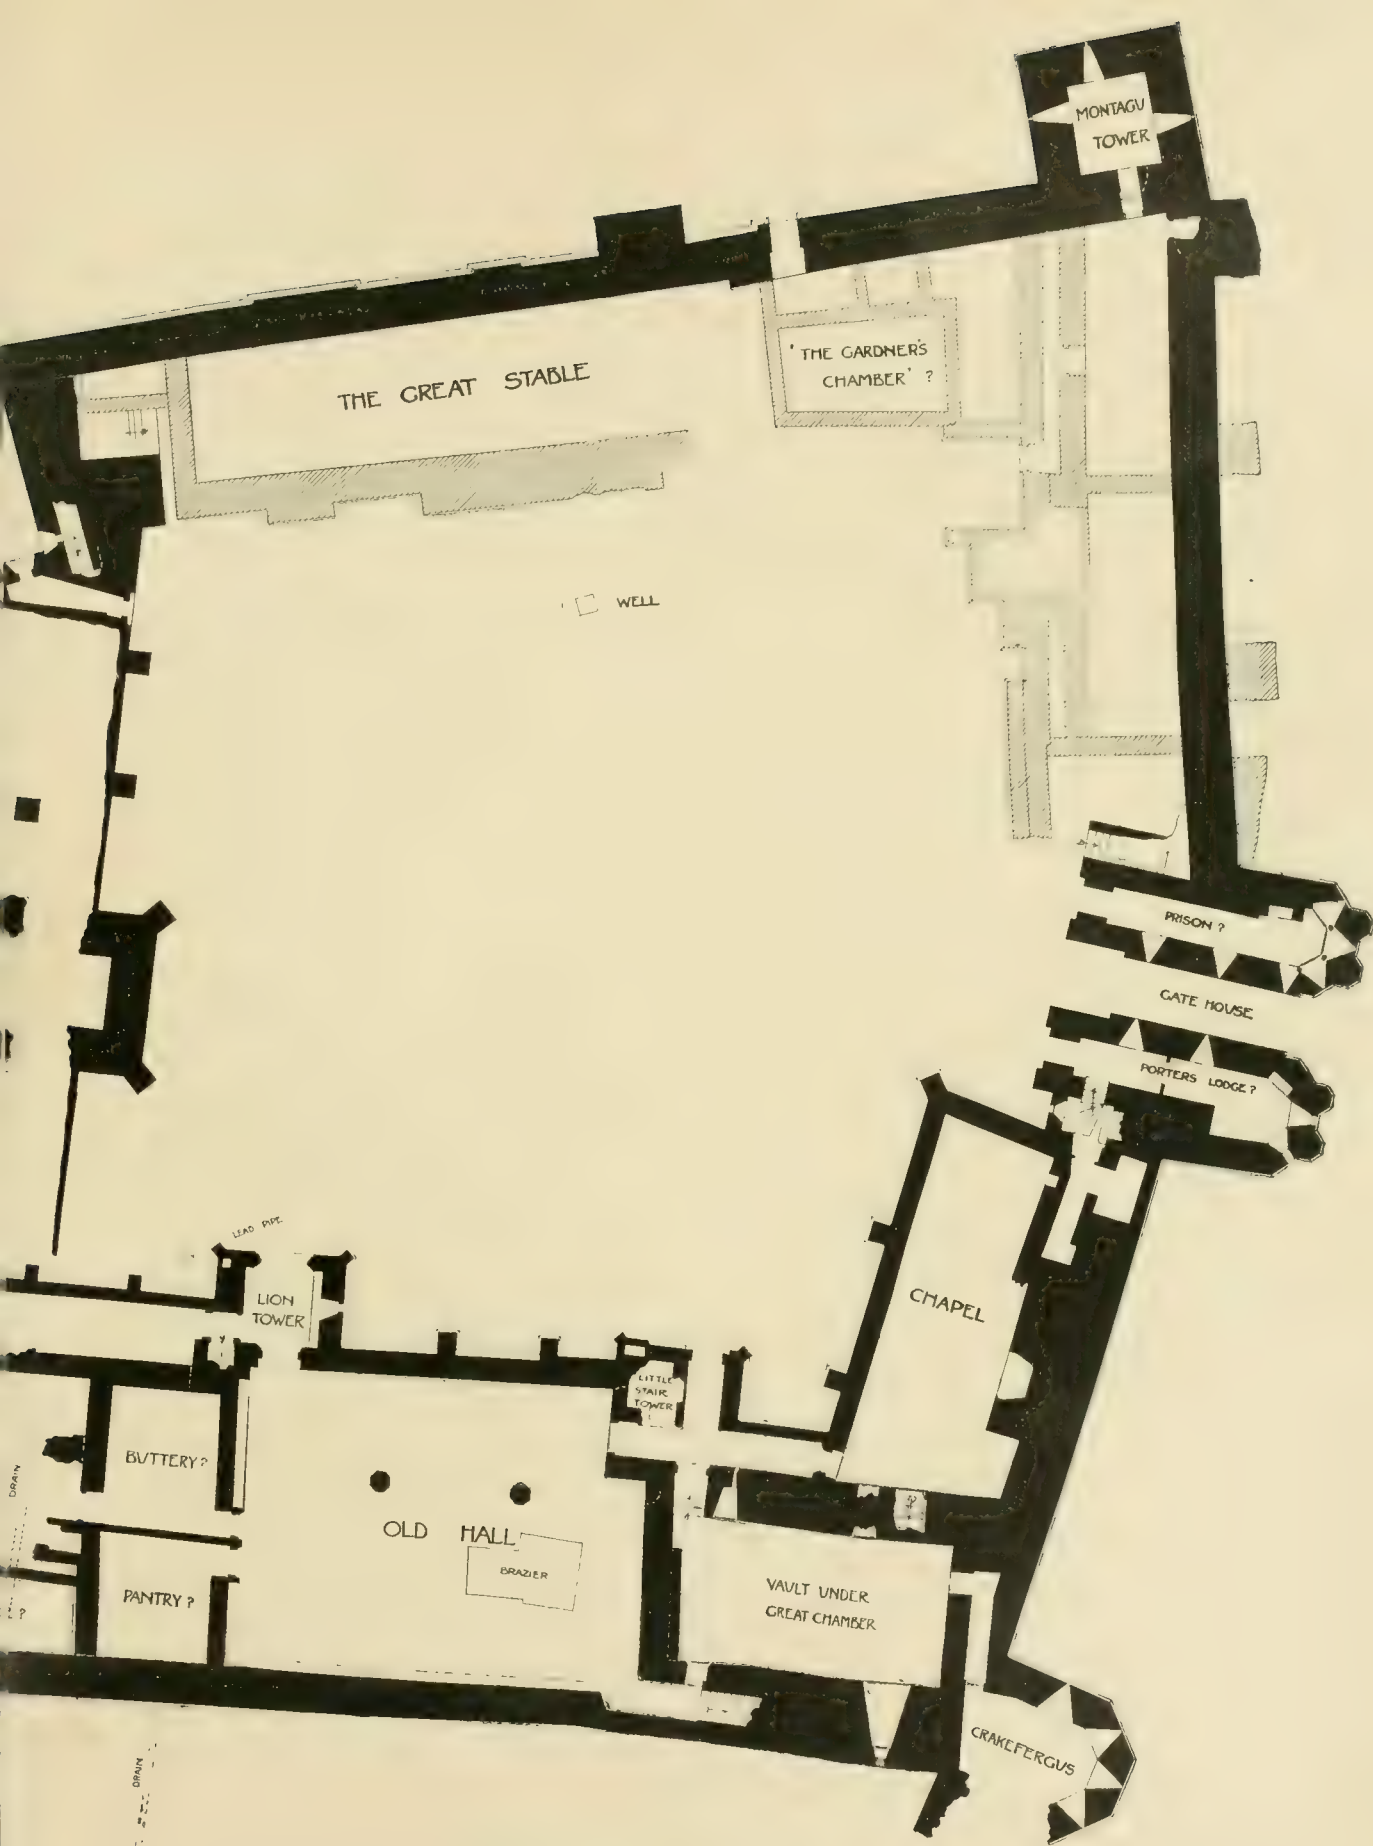 MONTAGU
TOWER
THE GREAT STABLE
'THE GARDNER'S
CHAMBER' ?
WELL
PRISON ?
GATE HOUSE
PORTERS LODGE ?
LEAD PIPE
LION
TOWER
CHAPEL
LITTLE
STAIR
TOWER
BUTTERY ?
DRAIN
OLD HALL
BRAZIER
PANTRY ?
?
VAULT UNDER
GREAT CHAMBER
CRAKEFERGUS
DRAIN